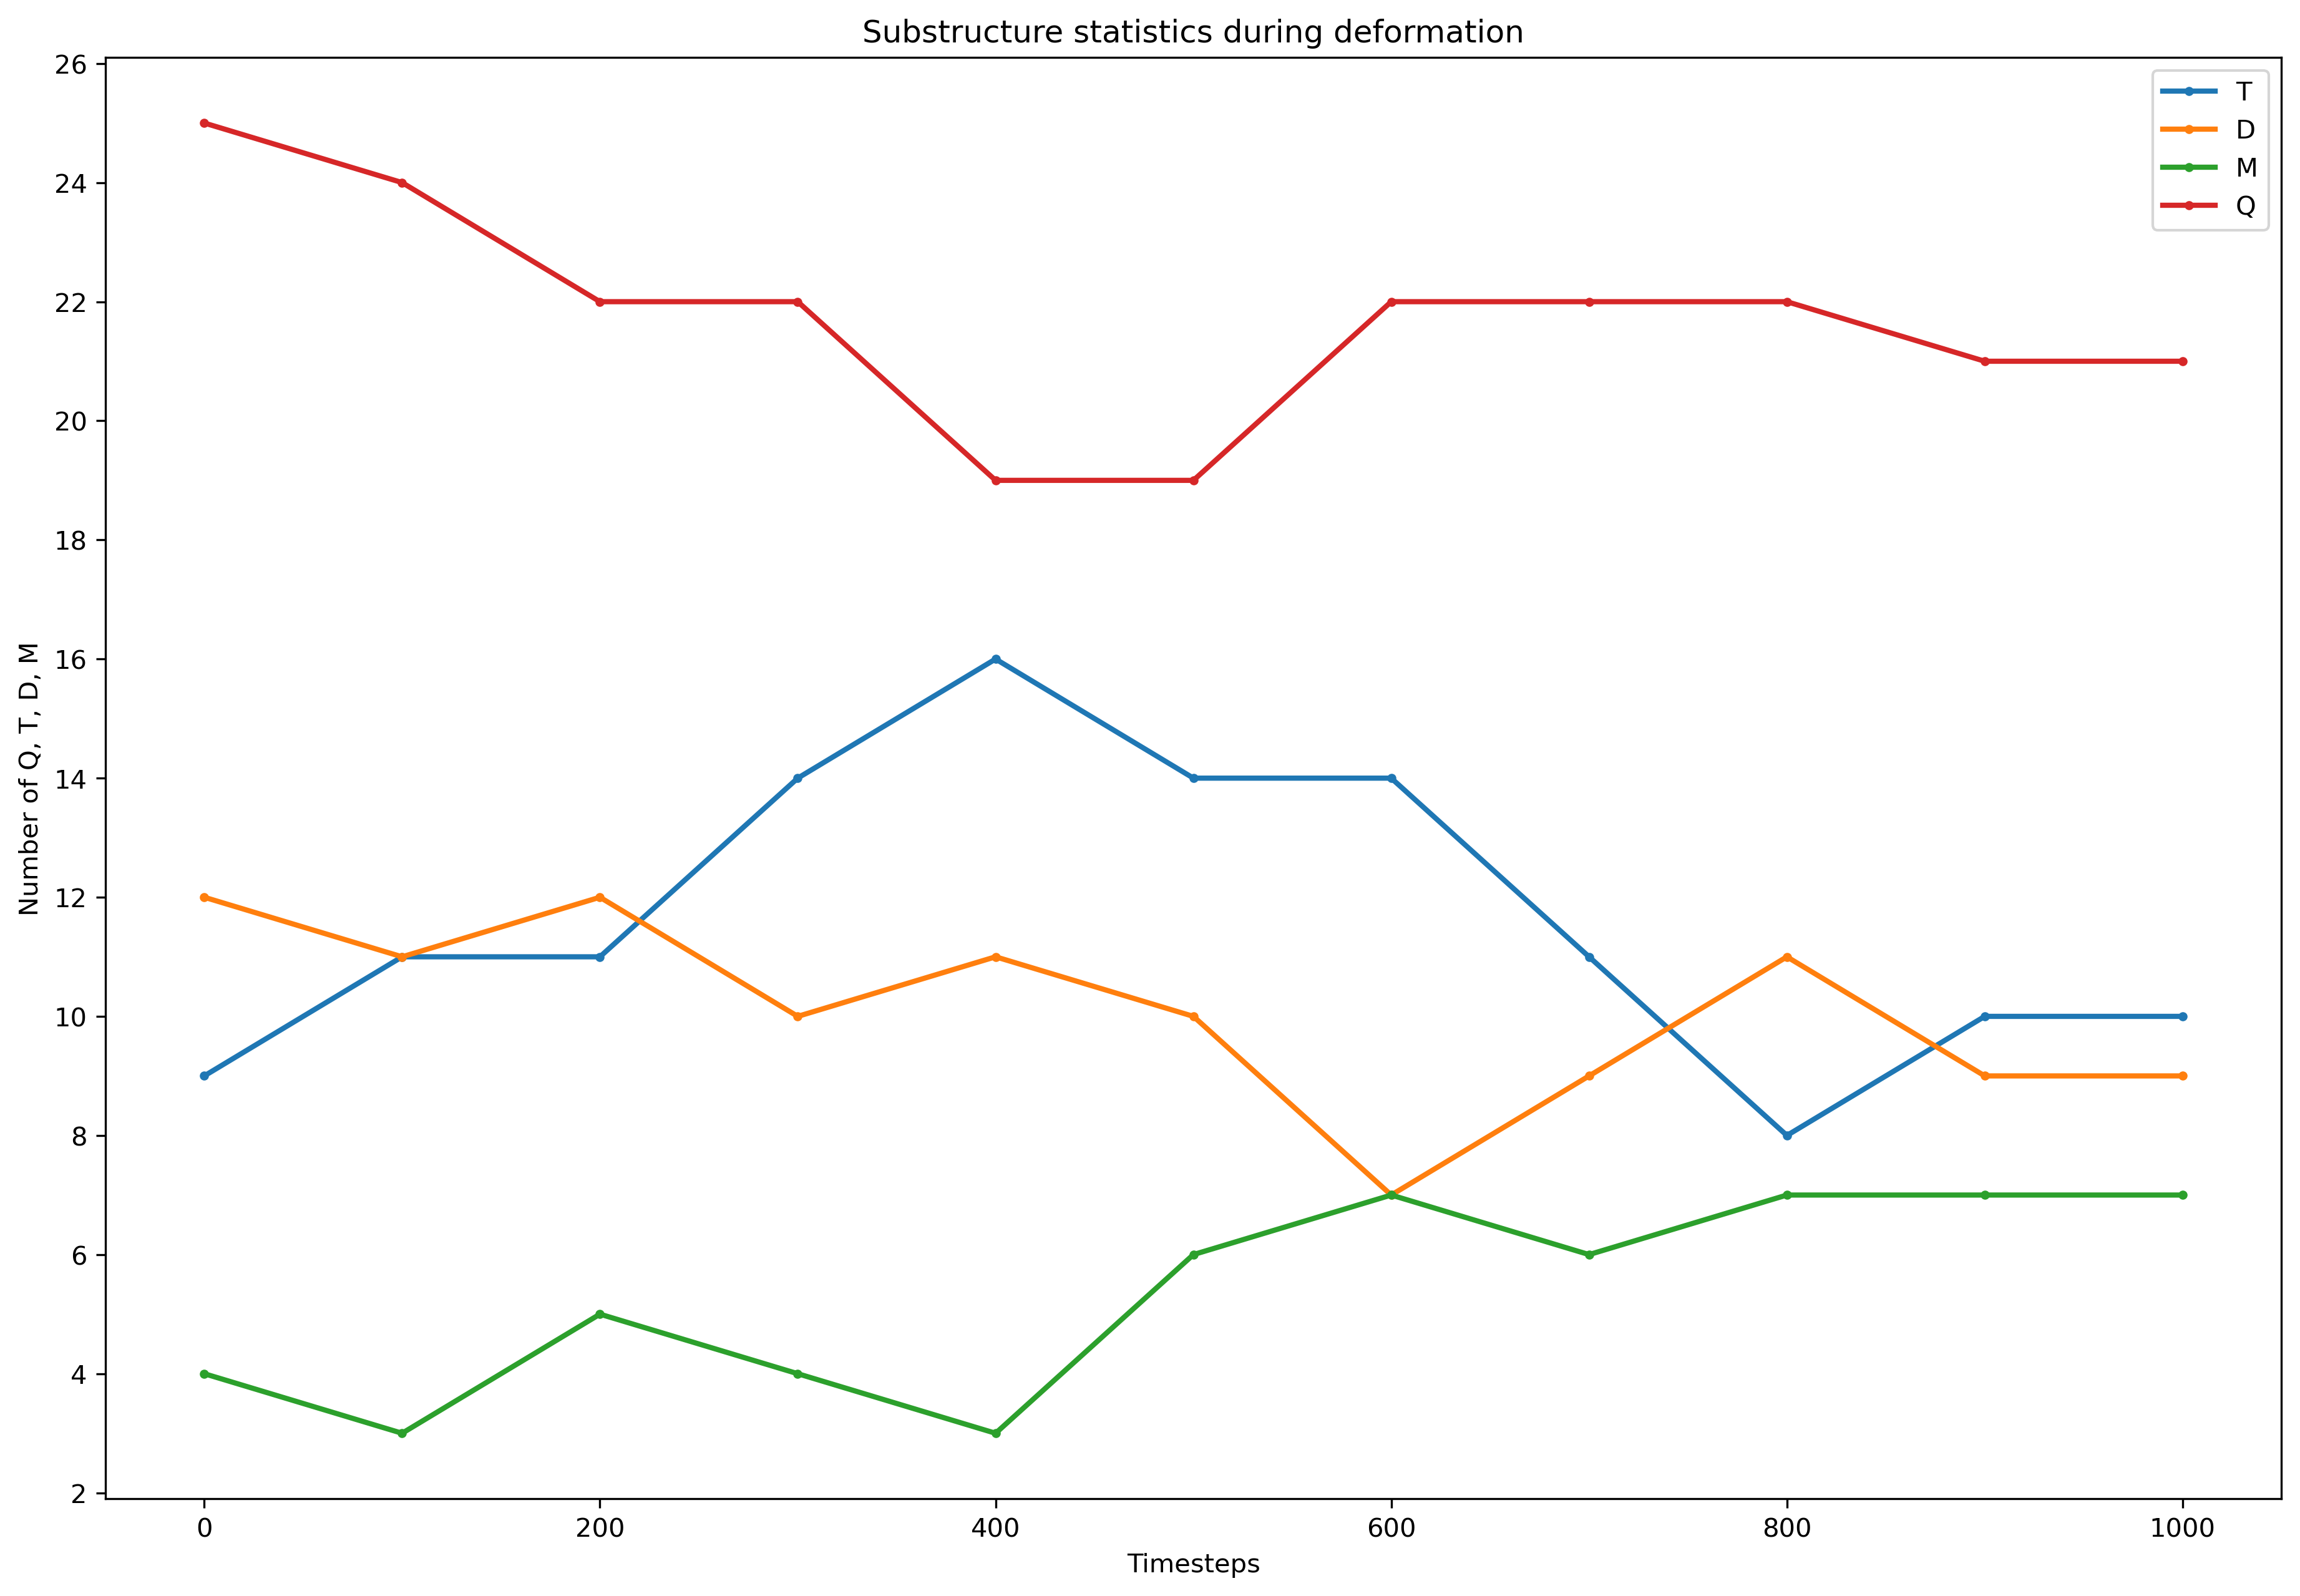 Substructure statistics during deformation
26
24
22
20
18
16
14
12
10
8
6
4
2
Number of Q, T, D, M
T
D
M
Q
0 200 400 600 800 1000
Timesteps